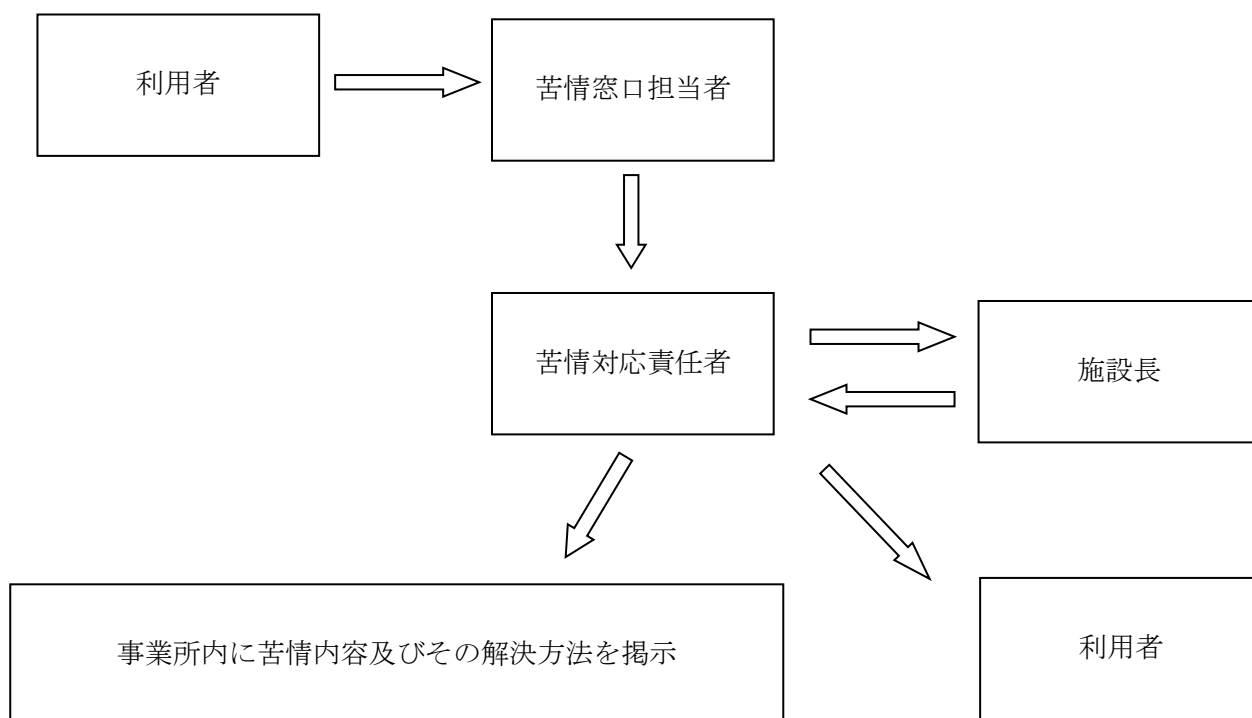 利用者
苦情窓口担当者
苦情対応責任者
施設長
事業所内に苦情内容及びその解決方法を掲示
利用者